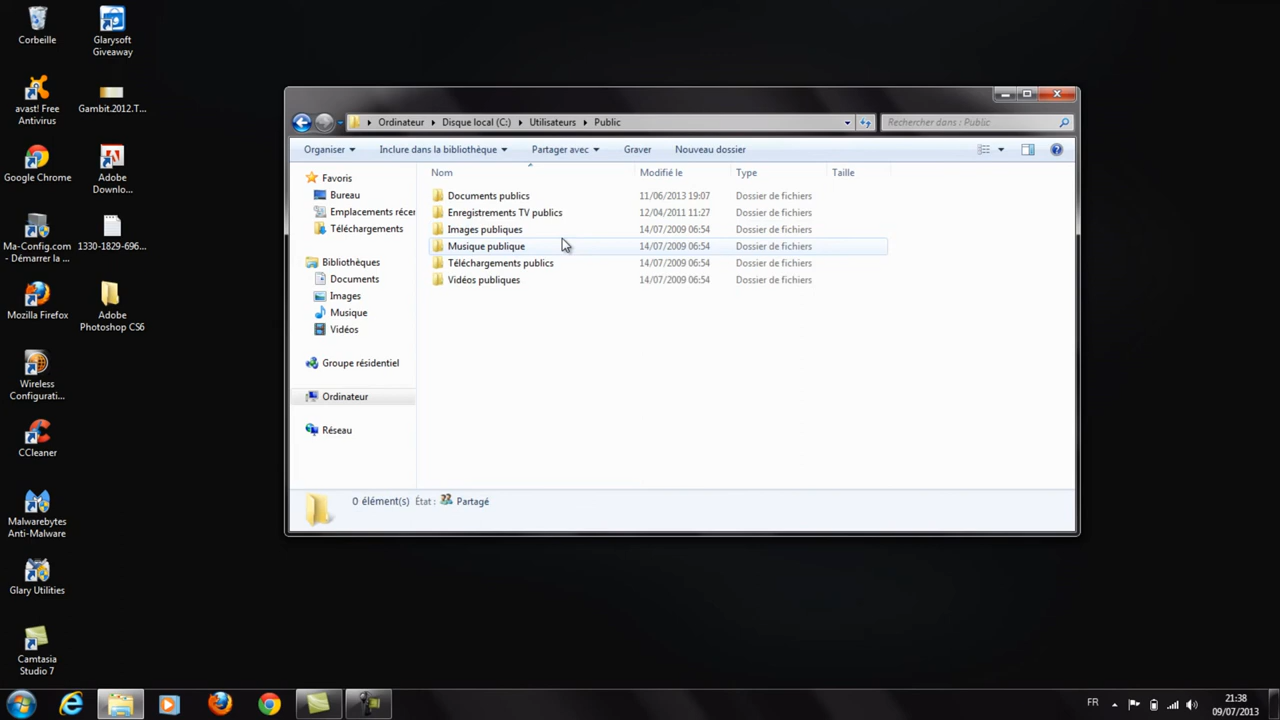 Corbeille
Glarysoft
Giveaway
avast! Free
Antivirus
Gambit.2012.T...
Google Chrome
Adobe
Downlo...
Ma-Config.com
- Démarrer la ...
1330-1829-696...
Mozilla Firefox
Adobe
Photoshop CS6
Wireless
Configurati...
CCleaner
Malwarebytes
Anti-Malware
Glary Utilities
Camtasia
Studio 7
Ordinateur Disque local (C:) Utilisateurs Public
Rechercher dans : Public
Organiser Inclure dans la bibliothèque Partager avec Graver Nouveau dossier
Favoris
Bureau
Emplacements récer
Téléchargements
Bibliothèques
Documents
Images
Musique
Vidéos
Groupe résidentiel
Ordinateur
Réseau
Nom Modifié le Type Taille
Documents publics 11/06/2013 19:07 Dossier de fichiers
Enregistrements TV publics 12/04/2011 11:27 Dossier de fichiers
Images publiques 14/07/2009 06:54 Dossier de fichiers
Musique publique 14/07/2009 06:54 Dossier de fichiers
Téléchargements publics 14/07/2009 06:54 Dossier de fichiers
Vidéos publiques 14/07/2009 06:54 Dossier de fichiers
0 élément(s) État : Partagé
FR
21:38
09/07/2013